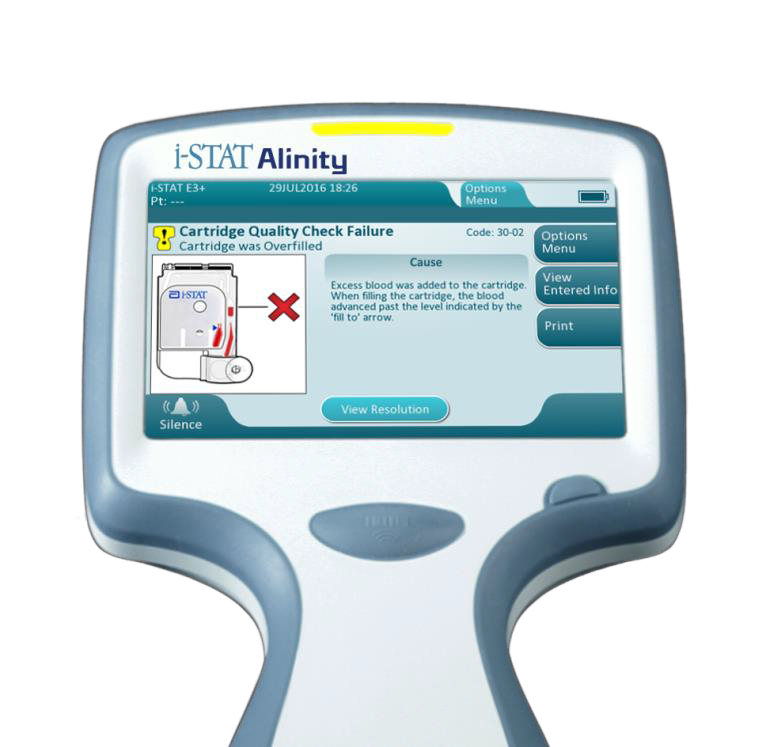 i-STAT Alinity
i-STAT E3+ 29JUL2016 18:26 Options
Menu
Pt: ---
Cartridge Quality Check Failure Code: 30-02
Cartridge was Overfilled
Options
Menu
Cause
i-STAT
Excess blood was added to the cartridge.
When filling the cartridge, the blood
advanced past the level indicated by the
'fill to' arrow.
View
Entered Info
Print
View Resolution
Silence